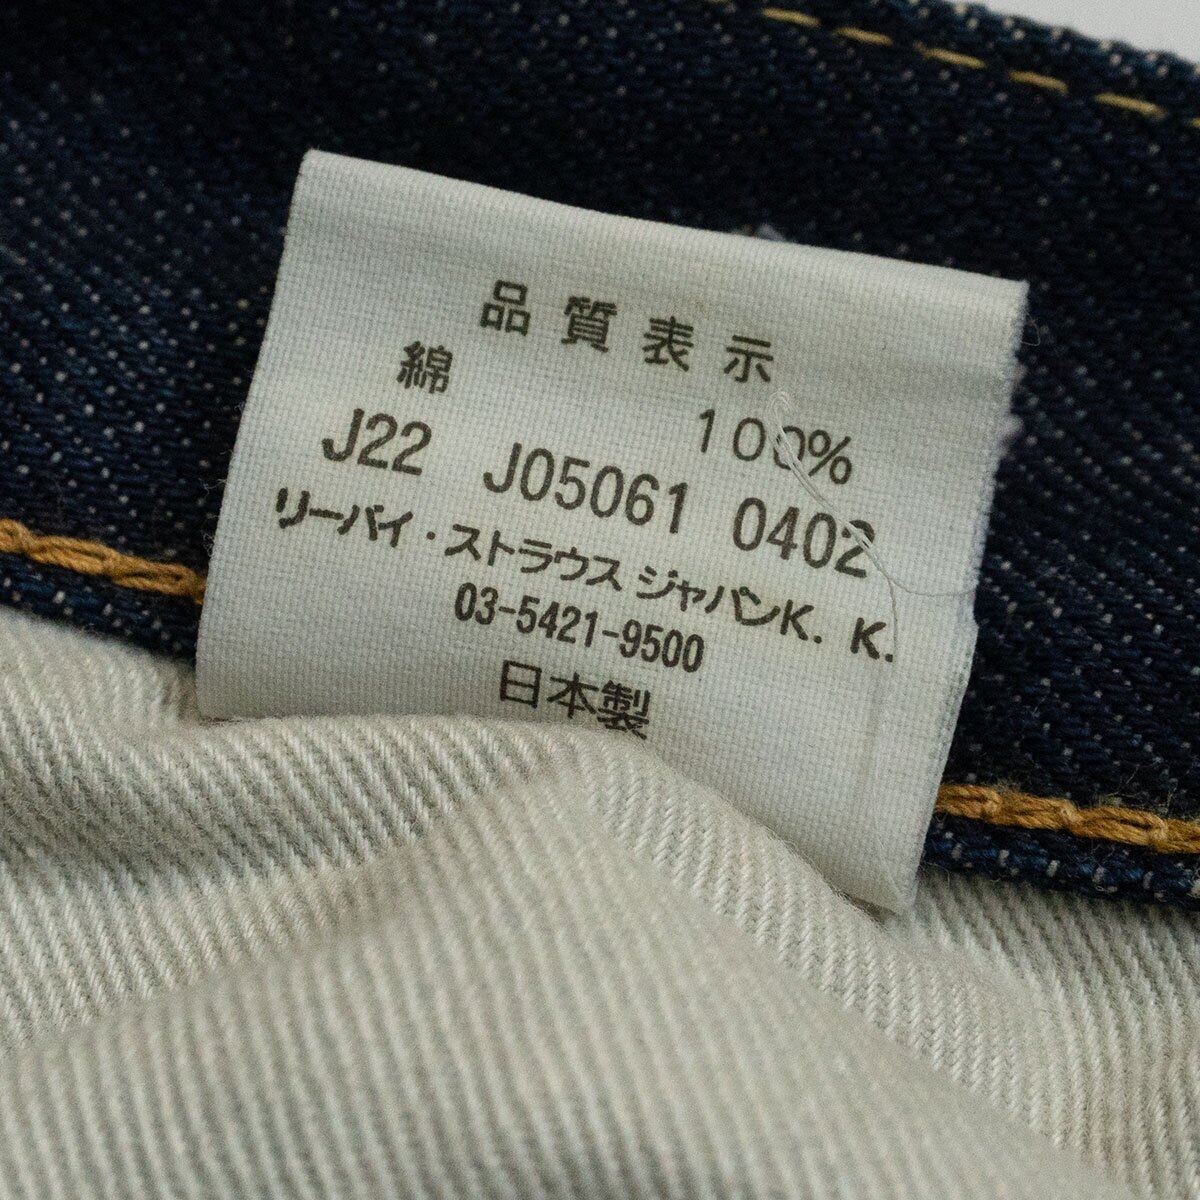 品質表示
綿 100%
J22 J05061 0402
リーバイ・ストラウス ジャパンK. K.
03-5421-9500
日本製